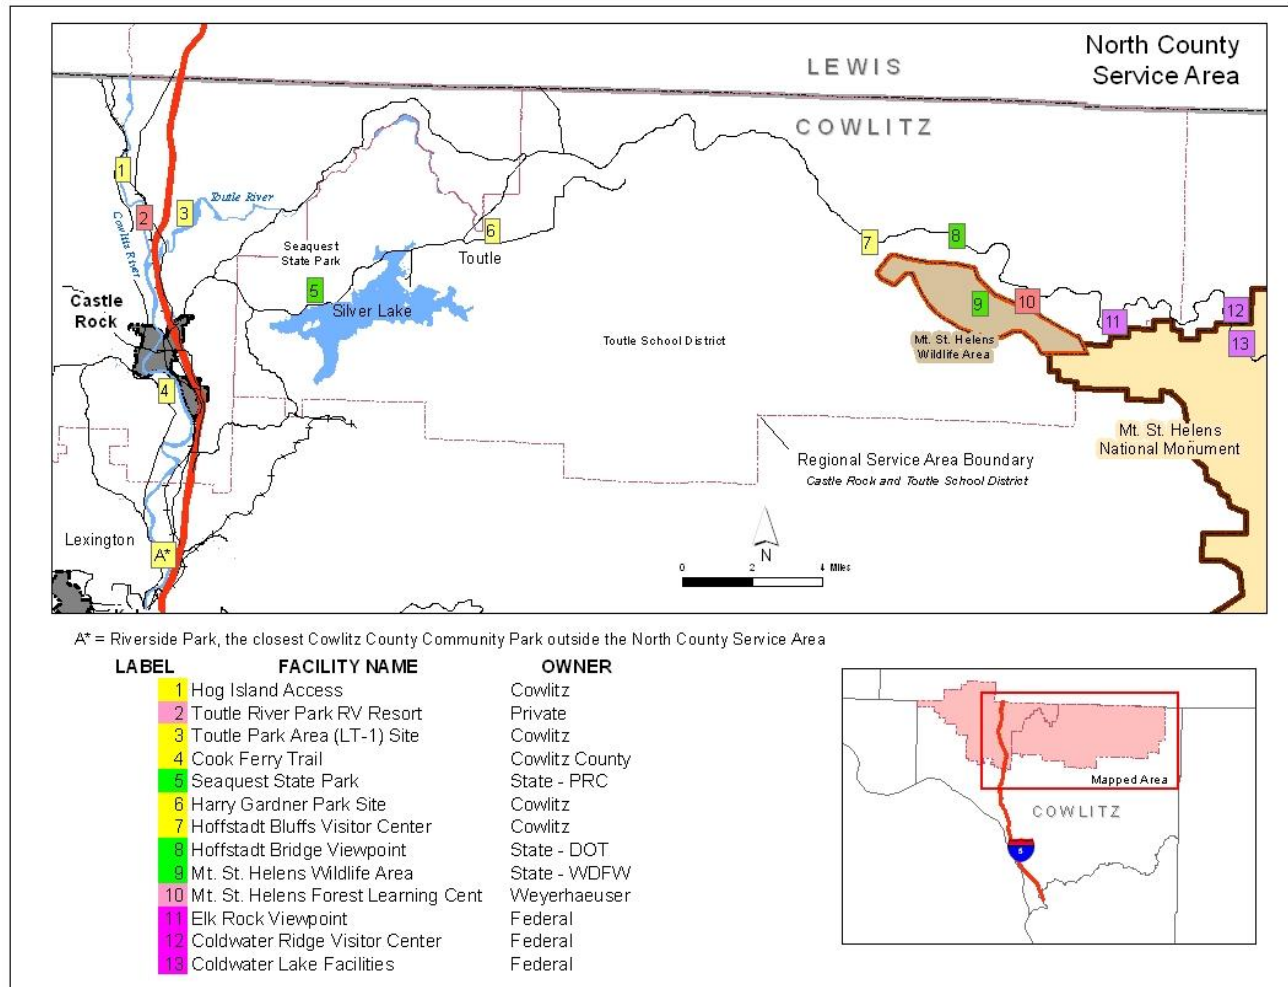 North County
Service Area
LEWIS
COWLITZ
1
2
3
Toutle River
Cowlitz River
Seaquest
State Park
6
Toutle
7
8
5
Silver Lake
9
10
11
12
13
Castle
Rock
4
Toutle School District
Mt. St. Helens
Wildlife Area
Mt. St. Helens
National Monument
Regional Service Area Boundary
Castle Rock and Toutle School District
Lexington
A*
N
0 2 4 Miles
A* = Riverside Park, the closest Cowlitz County Community Park outside the North County Service Area
LABEL FACILITY NAME OWNER
1 Hog Island Access Cowlitz
2 Toutle River Park RV Resort Private
3 Toutle Park Area (LT-1) Site Cowlitz
4 Cook Ferry Trail Cowlitz County
5 Seaquest State Park State - PRC
6 Harry Gardner Park Site Cowlitz
7 Hoffstadt Bluffs Visitor Center Cowlitz
8 Hoffstadt Bridge Viewpoint State - DOT
9 Mt. St. Helens Wildlife Area State - WDFW
10 Mt. St. Helens Forest Learning Cent Weyerhaeuser
11 Elk Rock Viewpoint Federal
12 Coldwater Ridge Visitor Center Federal
13 Coldwater Lake Facilities Federal
Mapped Area
COWLITZ
5